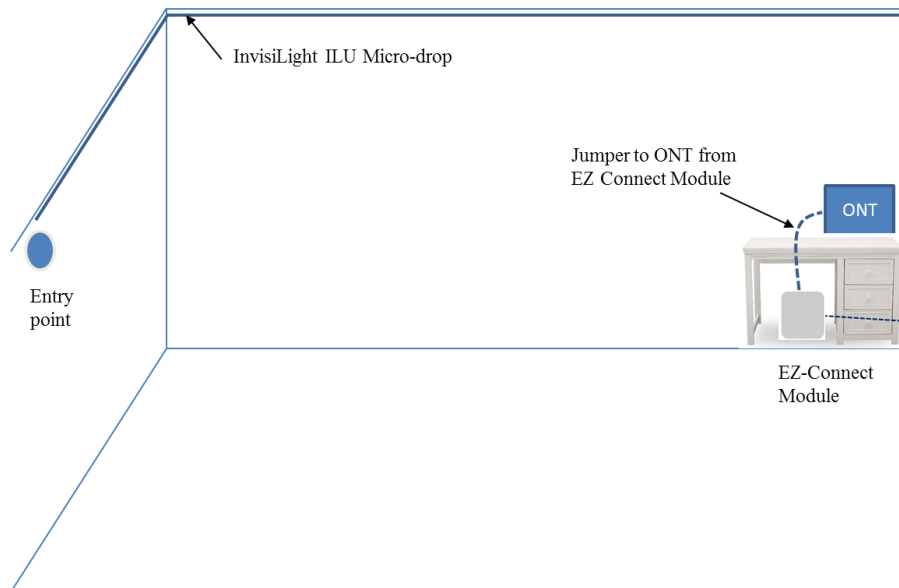 InvisiLight ILU Micro-drop
Jumper to ONT from
EZ Connect Module
ONT
Entry
point
EZ-Connect
Module